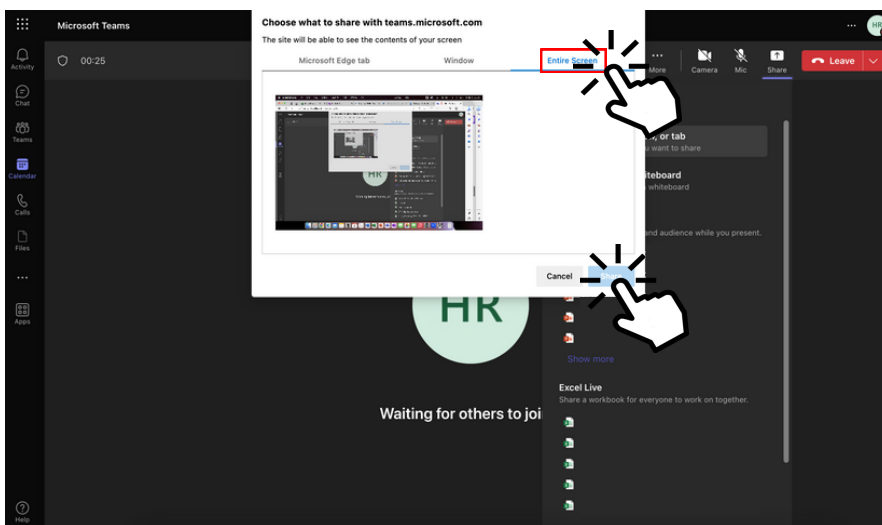 Microsoft Teams
Choose what to share with teams.microsoft.com
The site will be able to see the contents of your screen
Microsoft Edge tab
Window
Entire Screen
Cancel
Share
HR
00:25
More
Camera
Mic
Share
Leave
Activity
Chat
Teams
Calendar
Calls
Files
Apps
Help
or tab
want to share
whiteboard
and audience while you present.
Show more
Excel Live
Share a workbook for everyone to work on together.
HR
Waiting for others to joi